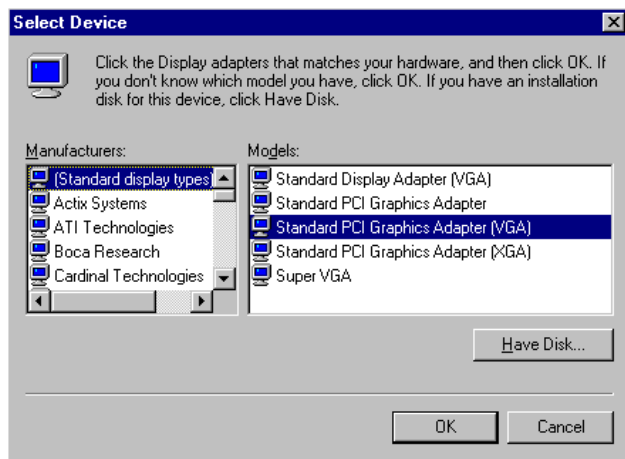 Select Device
Click the Display adapters that matches your hardware, and then click OK. If
you don't know which model you have, click OK. If you have an installation
disk for this device, click Have Disk.
Manufacturers:
(Standard display types)
Actix Systems
ATI Technologies
Boca Research
Cardinal Technologies
Models:
Standard Display Adapter (VGA)
Standard PCI Graphics Adapter
Standard PCI Graphics Adapter (VGA)
Standard PCI Graphics Adapter (XGA)
Super VGA
Have Disk...
OK
Cancel